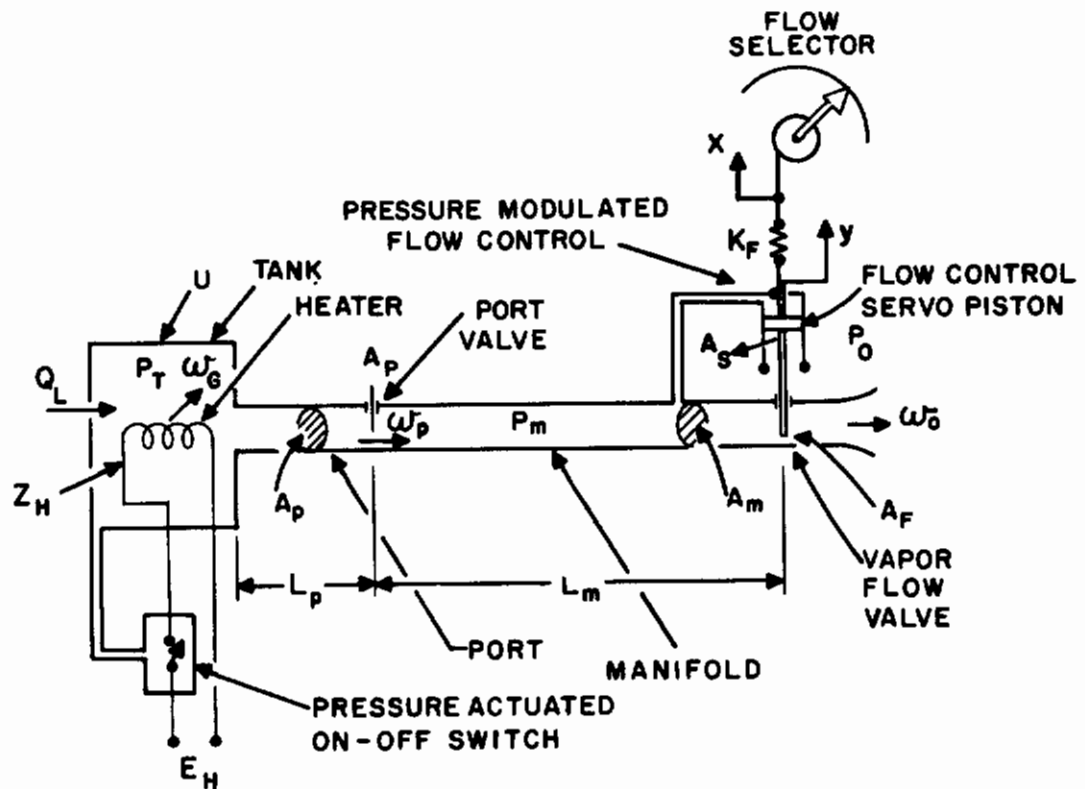 FLOW
SELECTOR
X
PRESSURE MODULATED
FLOW CONTROL
K_F
y
FLOW CONTROL
SERVO PISTON
U
TANK
HEATER
PORT
VALVE
A_P
A_S
P_O
Q_L
P_T
ω_G
ω_P
P_m
ω_o
Z_H
A_p
A_m
A_F
VAPOR
FLOW
VALVE
L_p
L_m
PORT
MANIFOLD
PRESSURE ACTUATED
ON-OFF SWITCH
E_H